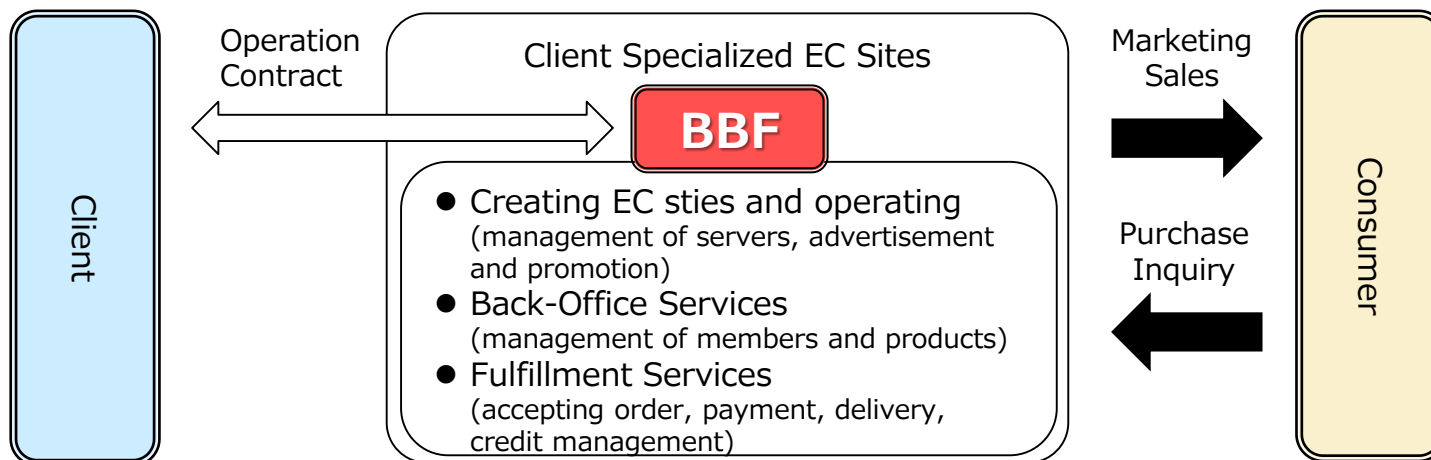 Client
Operation
Contract
Client Specialized EC Sites
BBF
● Creating EC sties and operating
(management of servers, advertisement
and promotion)
● Back-Office Services
(management of members and products)
● Fulfillment Services
(accepting order, payment, delivery,
credit management)
Marketing
Sales
Purchase
Inquiry
Consumer